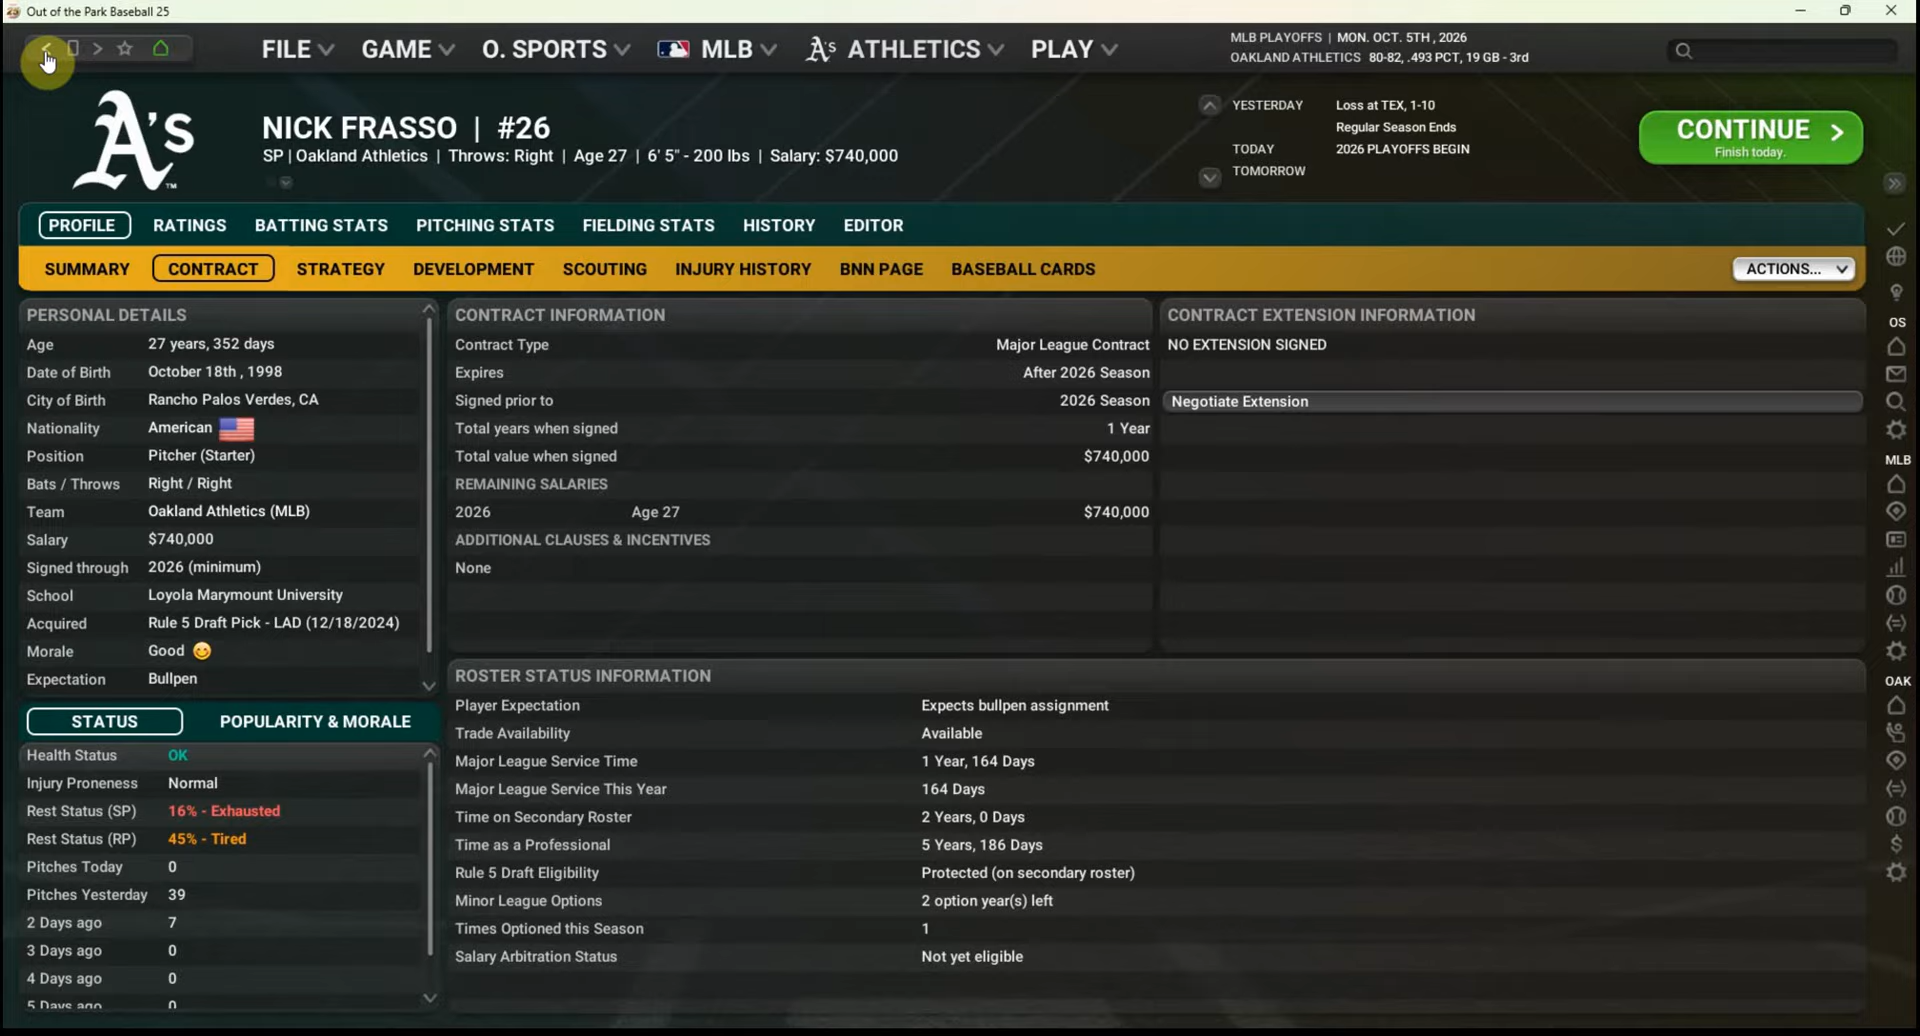 Out of the Park Baseball 25
FILE GAME O. SPORTS MLB A's ATHLETICS PLAY
MLB PLAYOFFS | MON. OCT. 5TH , 2026
OAKLAND ATHLETICS 80-82, .493 PCT, 19 GB - 3rd
A's
NICK FRASSO | #26
SP | Oakland Athletics | Throws: Right | Age 27 | 6' 5" - 200 lbs | Salary: $740,000
YESTERDAY Loss at TEX, 1-10
Regular Season Ends
TODAY 2026 PLAYOFFS BEGIN
TOMORROW
CONTINUE
Finish today.
PROFILE RATINGS BATTING STATS PITCHING STATS FIELDING STATS HISTORY EDITOR
SUMMARY CONTRACT STRATEGY DEVELOPMENT SCOUTING INJURY HISTORY BNN PAGE BASEBALL CARDS ACTIONS...
PERSONAL DETAILS
Age 27 years, 352 days
Date of Birth October 18th , 1998
City of Birth Rancho Palos Verdes, CA
Nationality American
Position Pitcher (Starter)
Bats / Throws Right / Right
Team Oakland Athletics (MLB)
Salary $740,000
Signed through 2026 (minimum)
School Loyola Marymount University
Acquired Rule 5 Draft Pick - LAD (12/18/2024)
Morale Good
Expectation Bullpen
STATUS POPULARITY & MORALE
Health Status OK
Injury Proneness Normal
Rest Status (SP) 16% - Exhausted
Rest Status (RP) 45% - Tired
Pitches Today 0
Pitches Yesterday 39
2 Days ago 7
3 Days ago 0
4 Days ago 0
5 Days ago 0
CONTRACT INFORMATION
Contract Type Major League Contract
Expires After 2026 Season
Signed prior to 2026 Season
Total years when signed 1 Year
Total value when signed $740,000
REMAINING SALARIES
2026 Age 27 $740,000
ADDITIONAL CLAUSES & INCENTIVES
None
CONTRACT EXTENSION INFORMATION
NO EXTENSION SIGNED
Negotiate Extension
ROSTER STATUS INFORMATION
Player Expectation Expects bullpen assignment
Trade Availability Available
Major League Service Time 1 Year, 164 Days
Major League Service This Year 164 Days
Time on Secondary Roster 2 Years, 0 Days
Time as a Professional 5 Years, 186 Days
Rule 5 Draft Eligibility Protected (on secondary roster)
Minor League Options 2 option year(s) left
Times Optioned this Season 1
Salary Arbitration Status Not yet eligible
OS
MLB
OAK